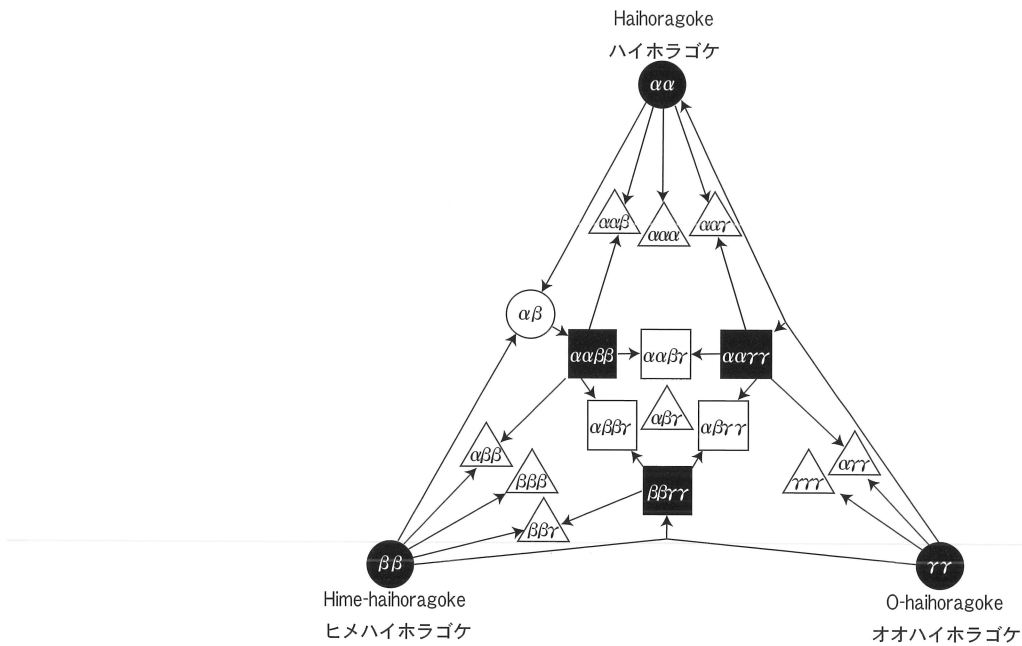 Haihoragoke
ハイホラゴケ
αα
ααβ
ααα
ααγ
αβ
ααββ
ααβγ
ααγγ
αββγ
αβγ
αβγγ
αββ
βββ
ββγ
ββγγ
γγγ
αγγ
ββ
γγ
Hime-haihoragoke
ヒメハイホラゴケ
O-haihoragoke
オオハイホラゴケ